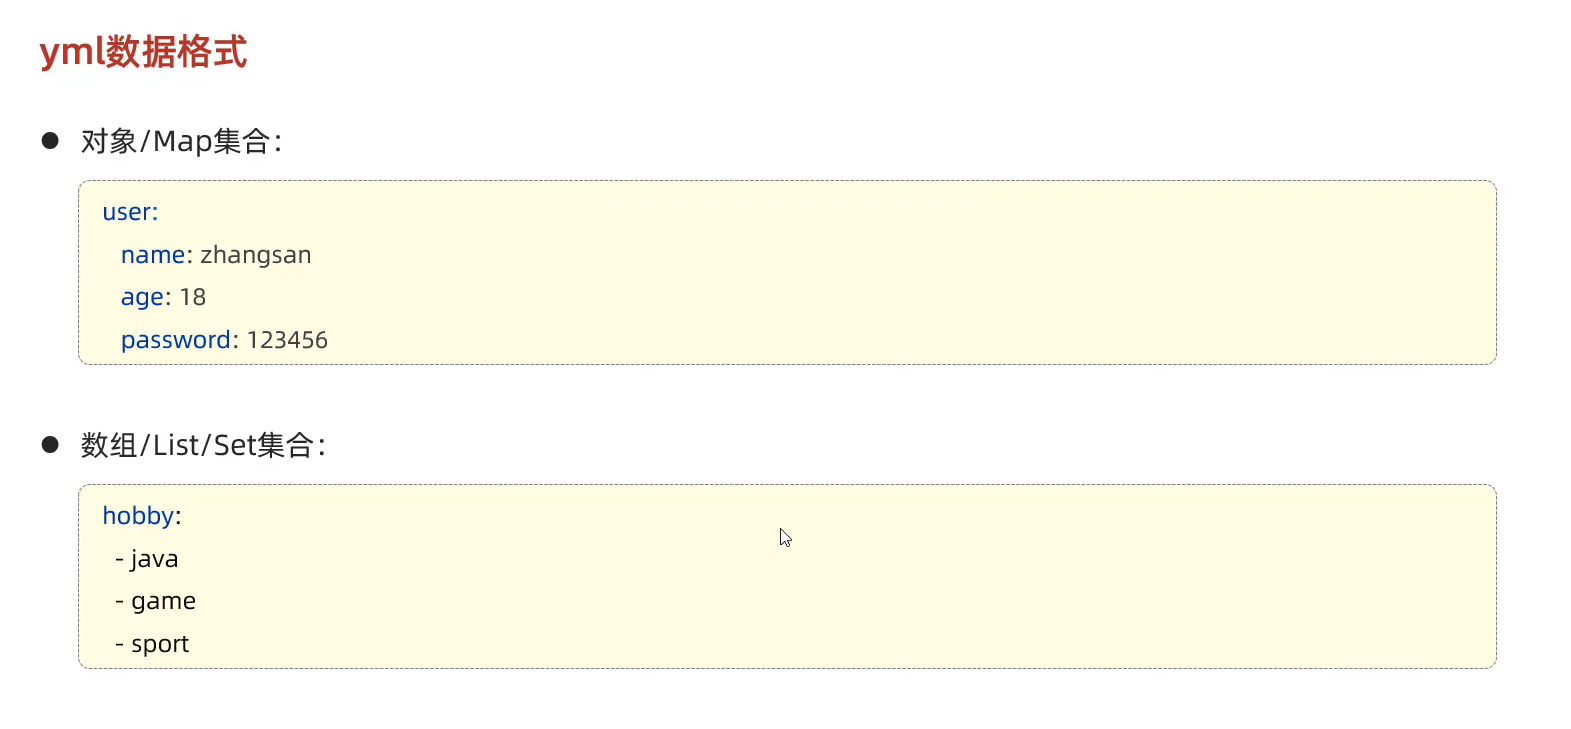 yml数据格式
对象/Map集合：
user:
name: zhangsan
age: 18
password: 123456
数组/List/Set集合：
hobby:
- java
- game
- sport